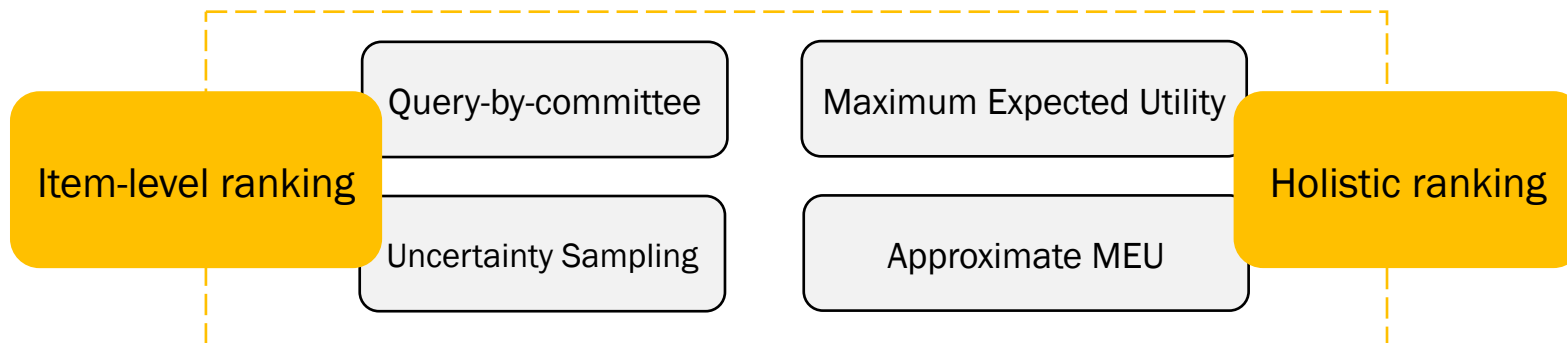 Query-by-committee
Maximum Expected Utility
Item-level ranking
Holistic ranking
Uncertainty Sampling
Approximate MEU